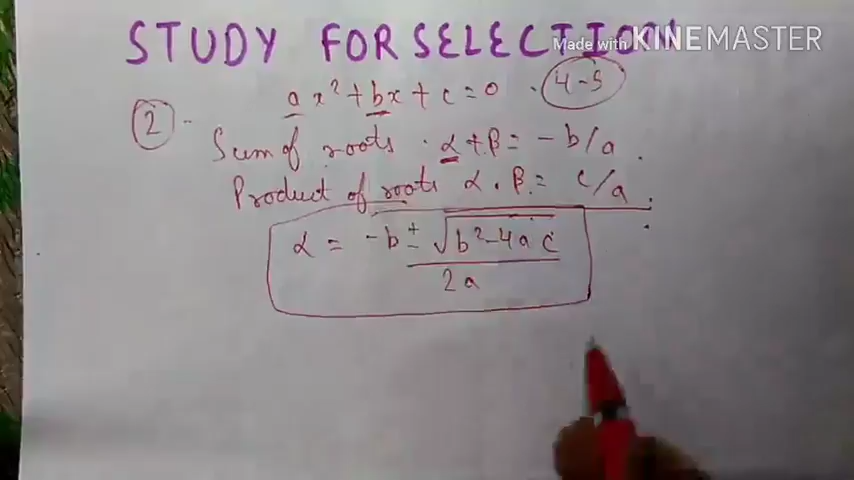 STUDY FOR SELECTION
Made with KINEMASTER
ax²+bx+c=0 · 4-5
2
Sum of roots · α+β = -b/a .
Product of roots α . β = c/a .
α = -b ± √b²-4ac
2a